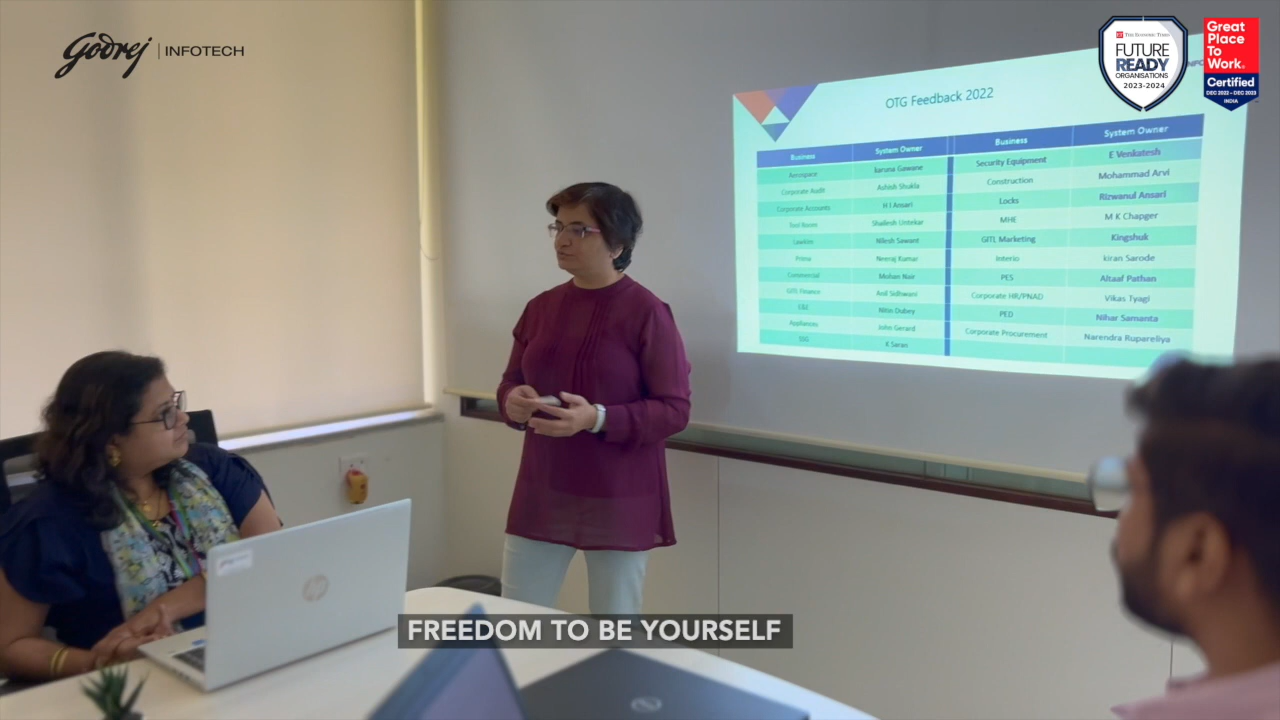 Godrej | INFOTECH
THE ECONOMIC TIMES
FUTURE
READY
ORGANISATIONS
2023-2024
Great
Place
To
Work.
Certified
DEC 2022 - DEC 2023
INDIA
OTG Feedback 2022
Business System Owner Business System Owner
Aerospace Karuna Gawane Security Equipment E Venkatesh
Corporate Audit Ashish Shukla Construction Mohammad Arvi
Corporate Accounts H I Ansari Locks Rizwanul Ansari
Tool Room Shailesh Untekar MHE M K Chapger
Lawkim Nilesh Sawant GITL Marketing Kingshuk
Prima Neeraj Kumar Interio kiran Sarode
Commercial Mohan Nair PES Altaaf Pathan
GITL Finance Anil Sidhwani Corporate HR/PNAD Vikas Tyagi
E&E Nitin Dubey PED Nihar Samanta
Appliances John Gerard Corporate Procurement Narendra Rupareliya
SSG K Saran
hp
DELL
FREEDOM TO BE YOURSELF